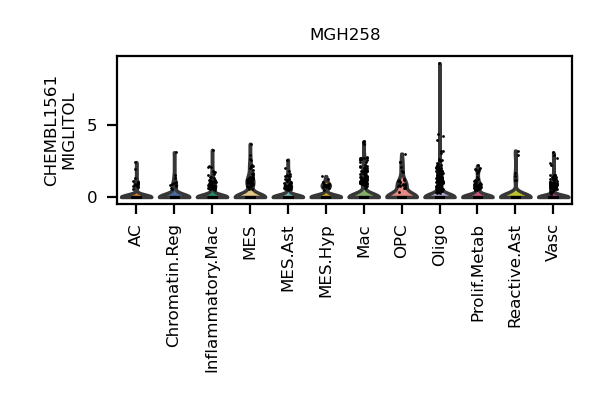 MGH258
CHEMBL1561
MIGLITOL
5
0
AC
Chromatin.Reg
Inflammatory.Mac
MES
MES.Ast
MES.Hyp
Mac
OPC
Oligo
Prolif.Metab
Reactive.Ast
Vasc